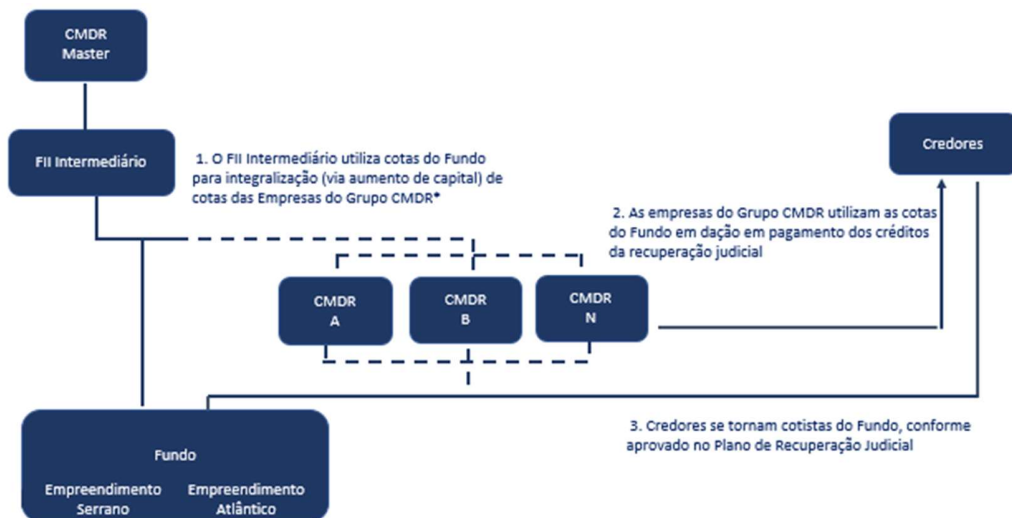 CMDR
Master
FII Intermediário
1. O FII Intermediário utiliza cotas do Fundo
para integralização (via aumento de capital) de
cotas das Empresas do Grupo CMDR*
Credores
2. As empresas do Grupo CMDR utilizam as cotas
do Fundo em dação em pagamento dos créditos
da recuperação judicial
CMDR
A
CMDR
B
CMDR
N
3. Credores se tornam cotistas do Fundo, conforme
aprovado no Plano de Recuperação Judicial
Fundo
Empreendimento
Serrano
Empreendimento
Atlântico